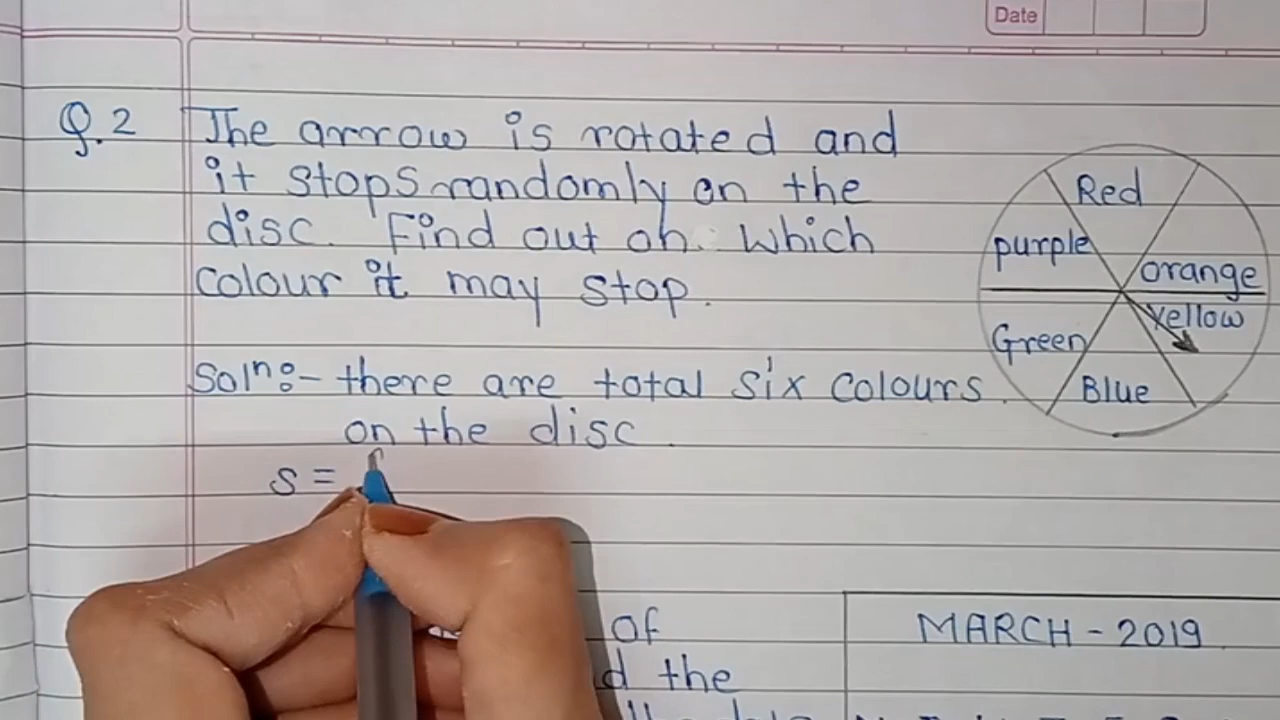 Date
Q.2 The arrow is rotated and
it stops randomly on the
disc. Find out on which
colour it may stop.
Red
purple
orange
yellow
Green
Blue
Soln:- there are total six colours
on the disc.
S =
of
the
MARCH - 2019